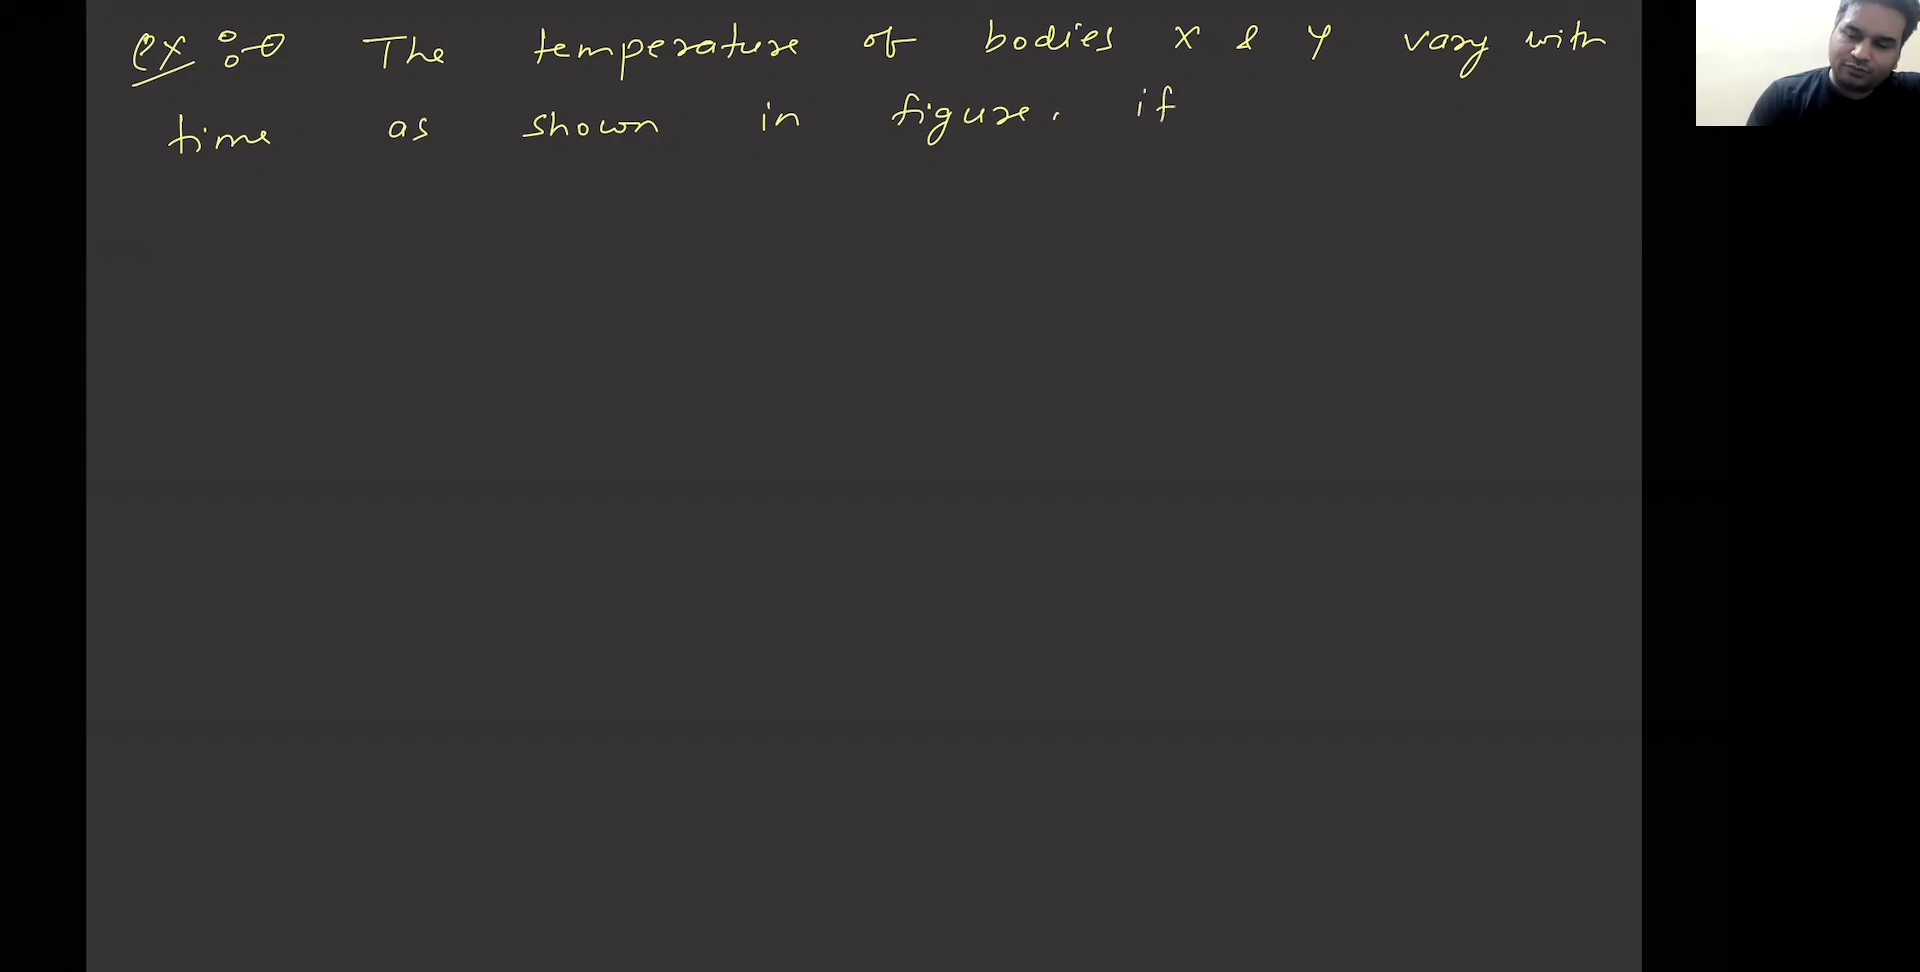 ex :- The temperature of bodies X & Y vary with
time as shown in figure. if